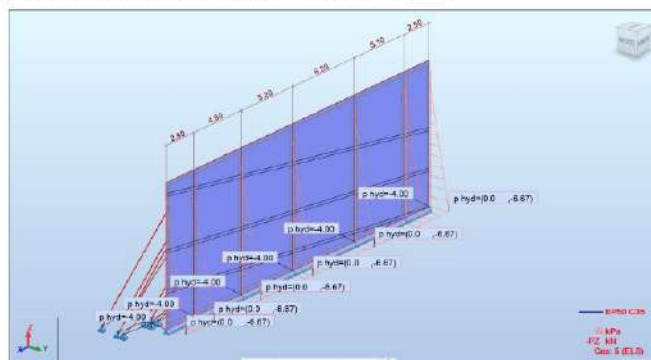 2.50
5.50
6.00
5.20
4.80
2.50
p hyd=-4.00
p hyd=(0.0 ,-6.67)
p hyd=-4.00
p hyd=(0.0 ,-6.67)
p hyd=-4.00
p hyd=(0.0 ,-6.67)
p hyd=-4.00
p hyd=(0.0 ,-6.67)
p hyd=-4.00
p hyd=(0.0 ,-6.67)
p hyd=-4.00
p hyd=(0.0 ,-6.67)
kPa
-PZ kN
Cas: 5 (ELS)
Z
X
Y